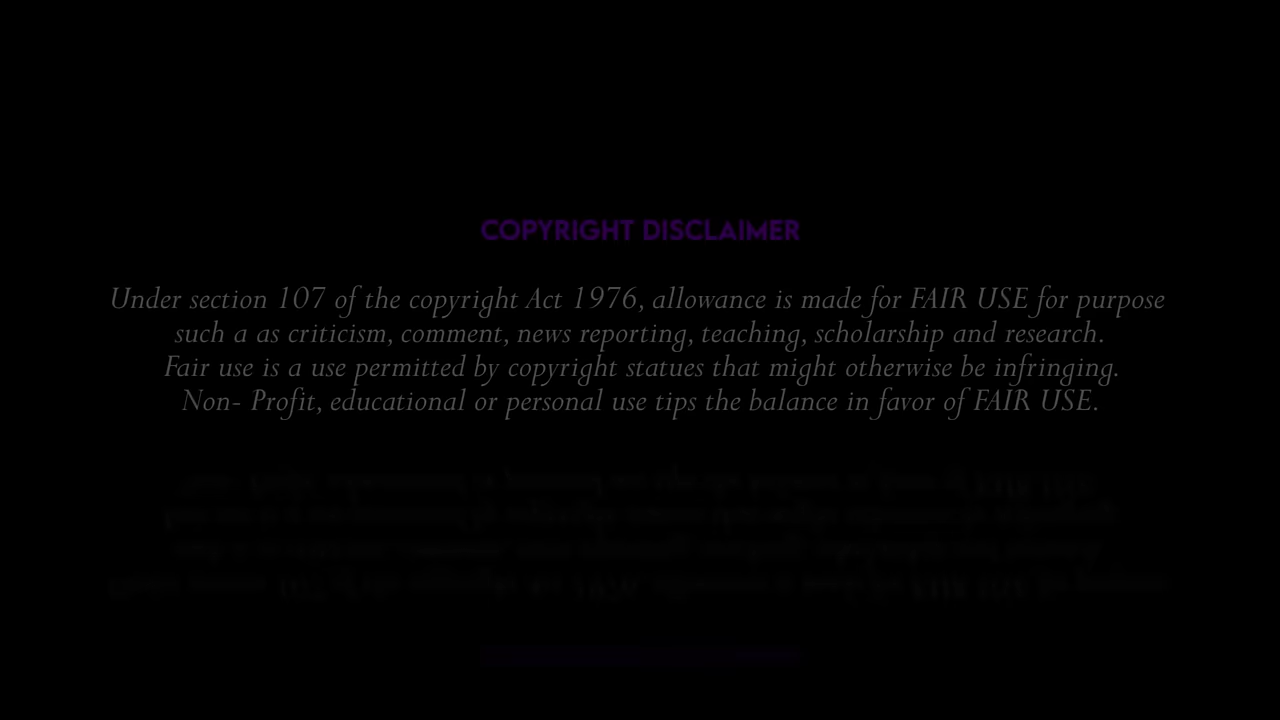 COPYRIGHT DISCLAIMER
Under section 107 of the copyright Act 1976, allowance is made for FAIR USE for purpose
such a as criticism, comment, news reporting, teaching, scholarship and research.
Fair use is a use permitted by copyright statues that might otherwise be infringing.
Non- Profit, educational or personal use tips the balance in favor of FAIR USE.